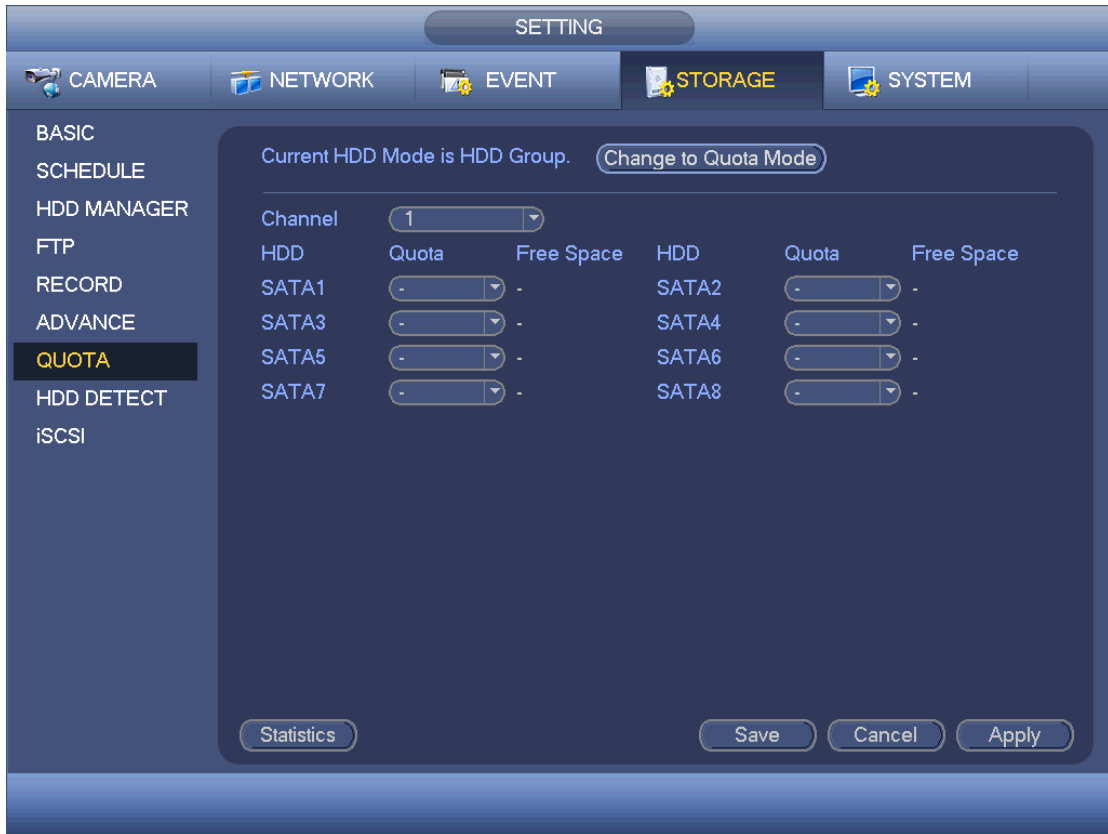 SETTING
CAMERA NETWORK EVENT STORAGE SYSTEM
BASIC
SCHEDULE
HDD MANAGER
FTP
RECORD
ADVANCE
QUOTA
HDD DETECT
iSCSI
Current HDD Mode is HDD Group. Change to Quota Mode
Channel 1
HDD Quota Free Space HDD Quota Free Space
SATA1 - - SATA2 - -
SATA3 - - SATA4 - -
SATA5 - - SATA6 - -
SATA7 - - SATA8 - -
Statistics Save Cancel Apply